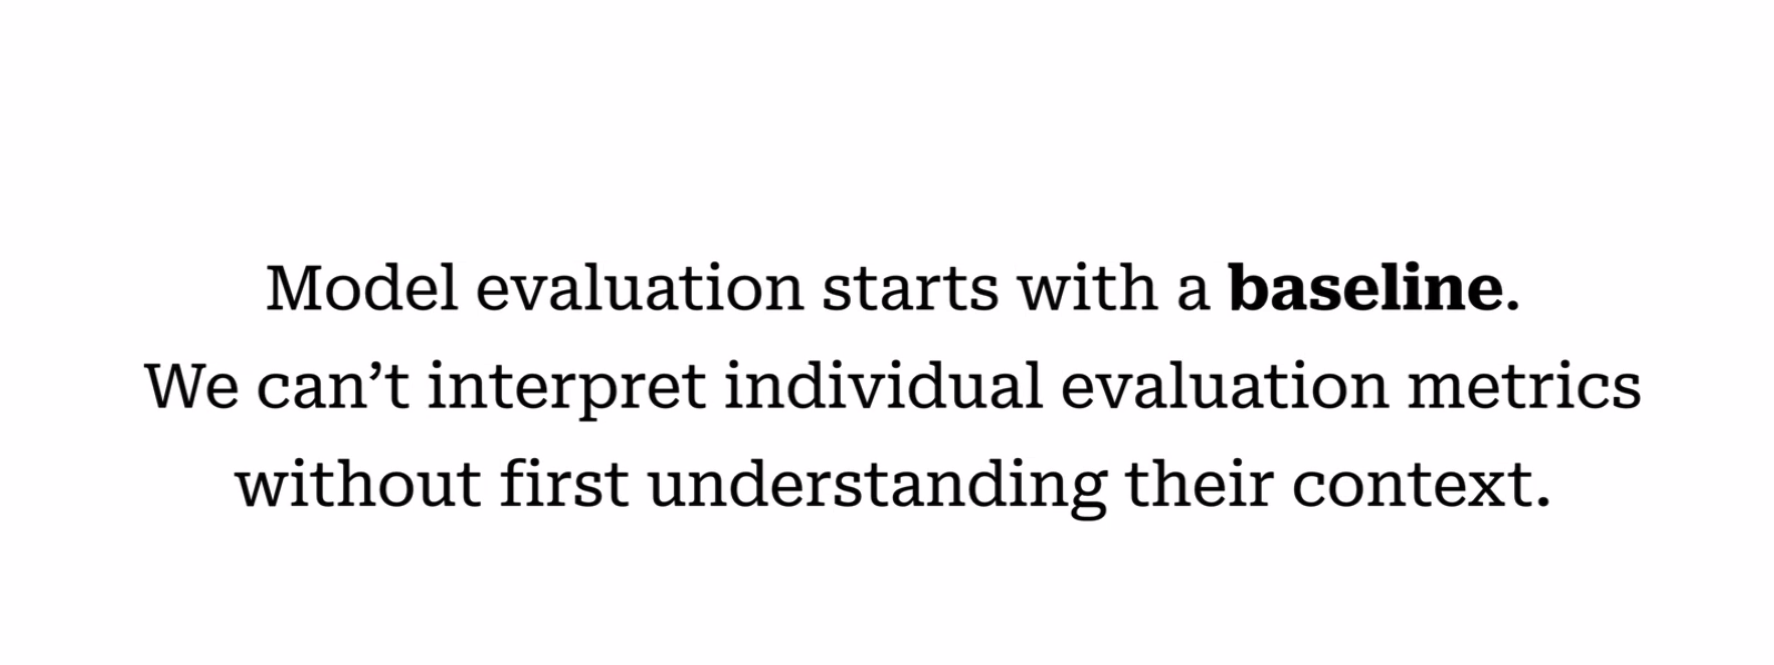 Model evaluation starts with a baseline.
We can’t interpret individual evaluation metrics
without first understanding their context.